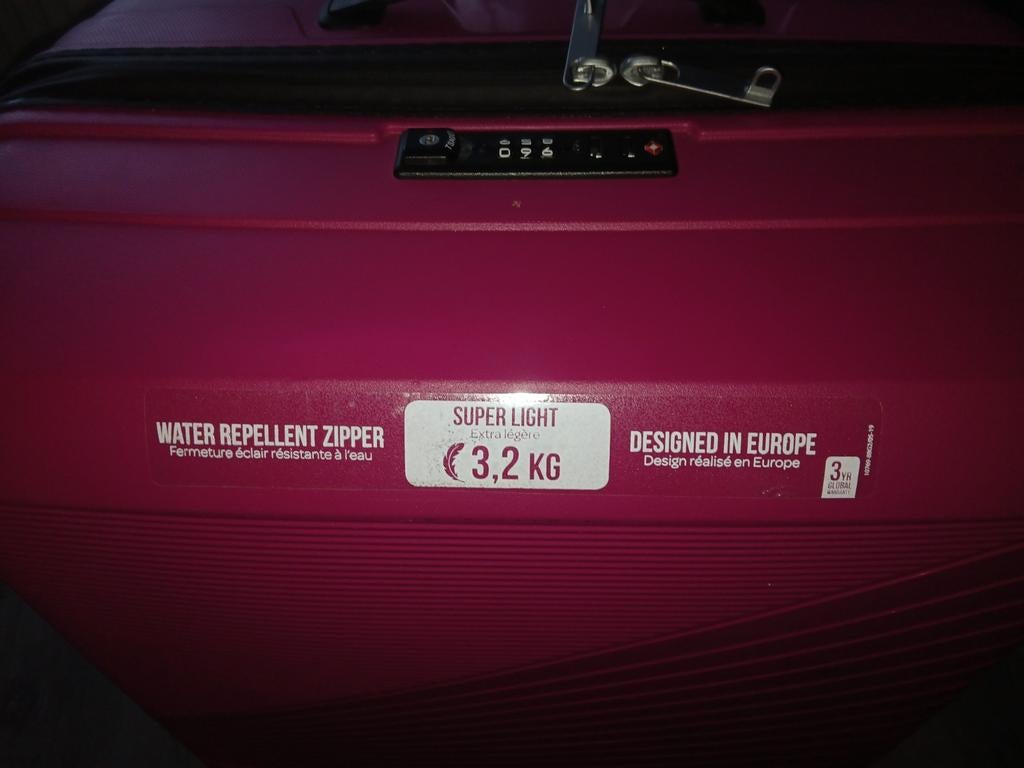 WATER REPELLENT ZIPPER
Fermeture éclair résistante à l'eau
SUPER LIGHT
Extra légère
3,2 KG
DESIGNED IN EUROPE
Design réalisé en Europe
3 YR
GLOBAL
WARRANTY